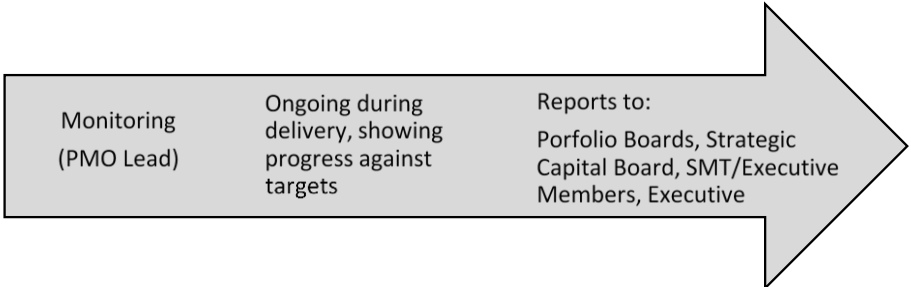 Monitoring
(PMO Lead)
Ongoing during
delivery, showing
progress against
targets
Reports to:
Porfolio Boards, Strategic
Capital Board, SMT/Executive
Members, Executive